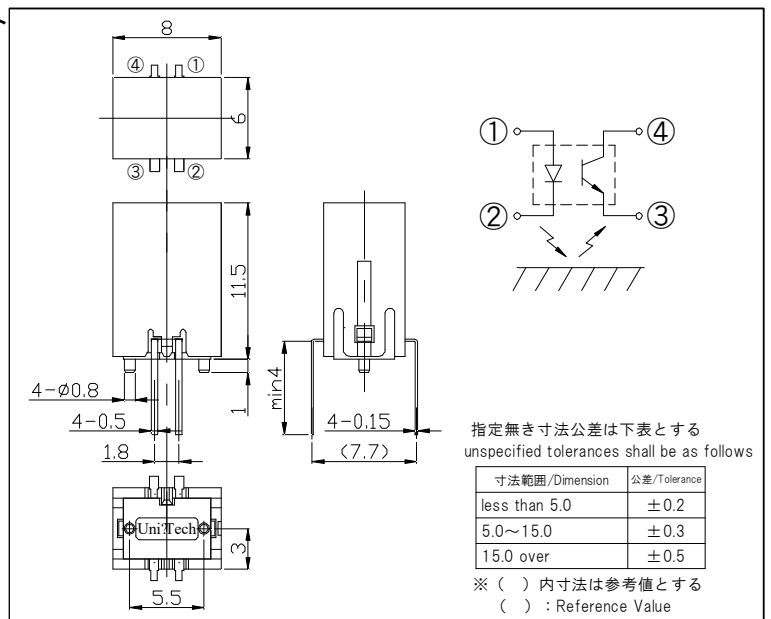 8
④ ①
6
③ ②
① ④
② ③
11.5
4-Ø0.8
1
min4
4-0.5
4-0.15
1.8
(7.7)
Uni?Tech
3
5.5
指定無き寸法公差は下表とする
unspecified tolerances shall be as follows
寸法範囲/Dimension 公差/Tolerance
less than 5.0 ±0.2
5.0～15.0 ±0.3
15.0 over ±0.5
※（ ）内寸法は参考値とする
（ ）：Reference Value